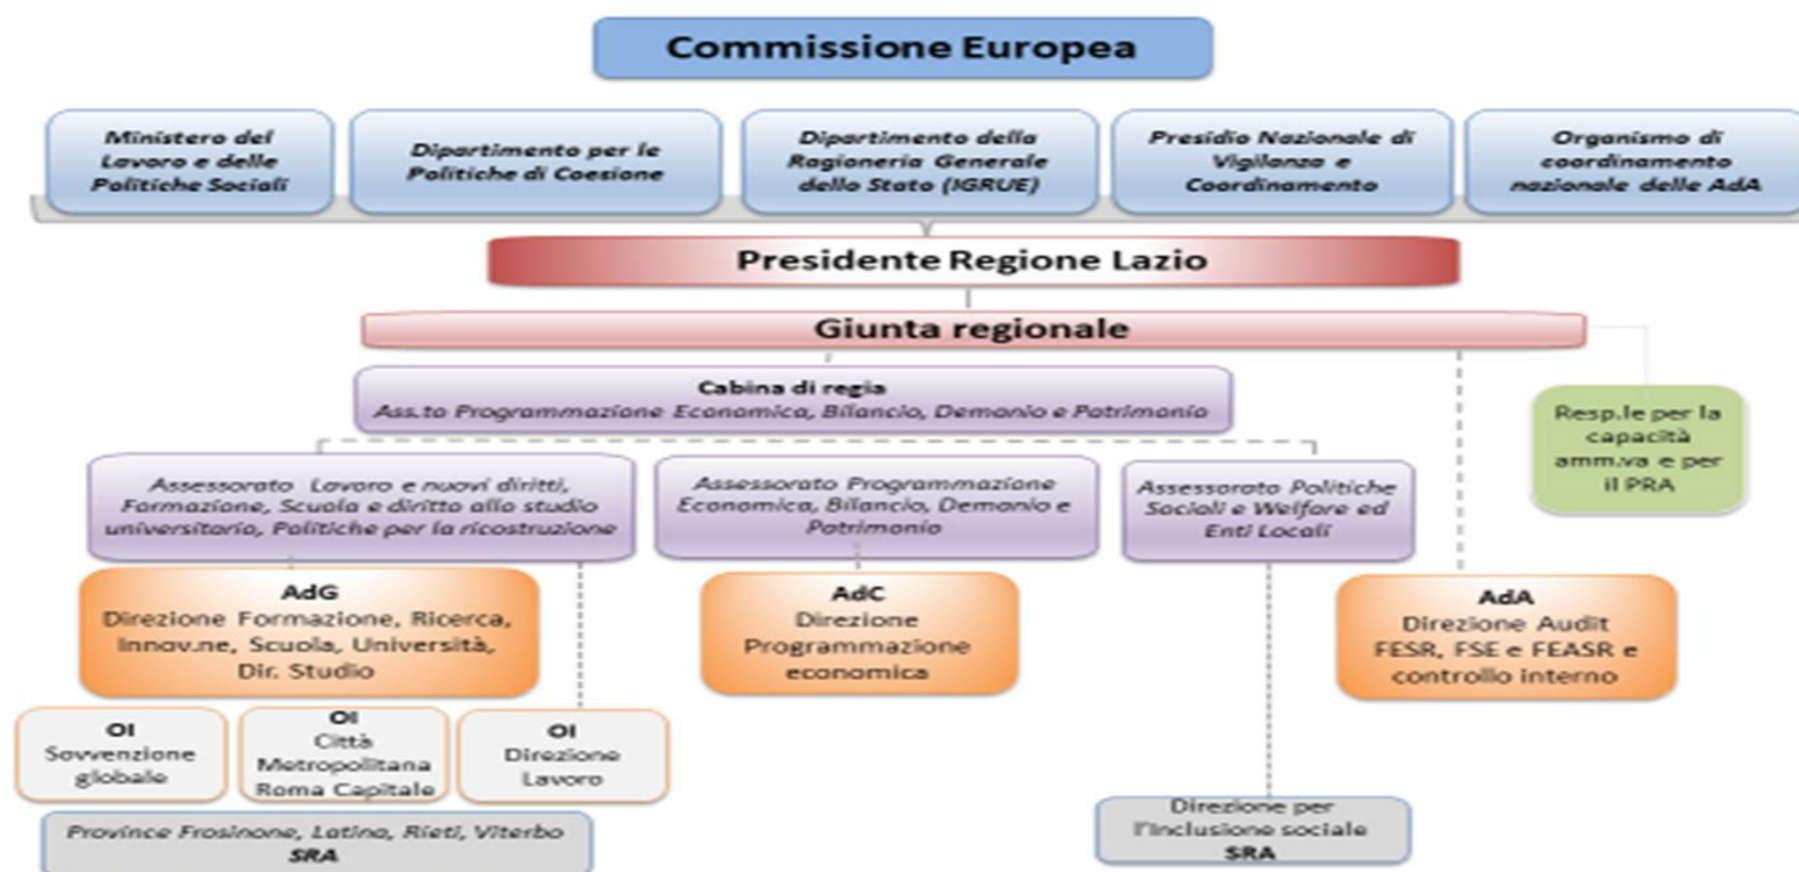 Commissione Europea
Ministero del
Lavoro e delle
Politiche Sociali
Dipartimento per le
Politiche di Coesione
Dipartimento della
Ragioneria Generale
dello Stato (IGRUE)
Presidio Nazionale di
Vigilanza e
Coordinamento
Organismo di
coordinamento
nazionale delle AdA
Presidente Regione Lazio
Giunta regionale
Cabina di regia
Ass.to Programmazione Economica, Bilancio, Demanio e Patrimonio
Resp.le per la
capacità
amm.va e per
il PRA
Assessorato Lavoro e nuovi diritti,
Formazione, Scuola e diritto allo studio
universitario, Politiche per la ricostruzione
Assessorato Programmazione
Economica, Bilancio, Demanio e
Patrimonio
Assessorato Politiche
Sociali e Welfare ed
Enti Locali
AdG
Direzione Formazione, Ricerca,
Innov.ne, Scuola, Università,
Dir. Studio
AdC
Direzione
Programmazione
economica
AdA
Direzione Audit
FESR, FSE e FEASR e
controllo interno
OI
Sovvenzione
globale
OI
Città
Metropolitana
Roma Capitale
OI
Direzione
Lavoro
Province Frosinone, Latina, Rieti, Viterbo
SRA
Direzione per
l'Inclusione sociale
SRA